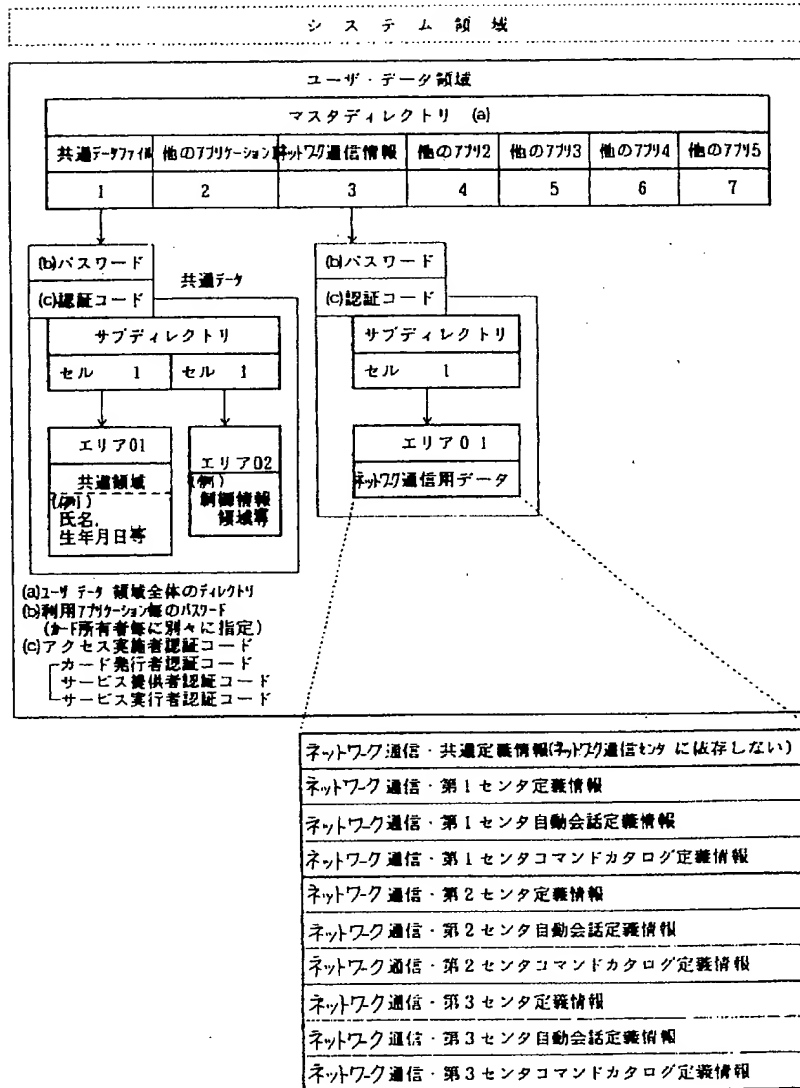 システム領域
ユーザ・データ領域
マスタディレクトリ (a)
共通データファイル 他のアプリケーション ネットワーク通信情報 他のアプリ2 他のアプリ3 他のアプリ4 他のアプリ5
1 2 3 4 5 6 7
(b)パスワード
(c)認証コード
共通データ
サブディレクトリ
セル 1 セル 1
エリア01
共通領域
(例)
氏名,
生年月日等
エリア02
(例)
制御情報
領域等
(b)パスワード
(c)認証コード
サブディレクトリ
セル 1
エリア01
ネットワーク通信用データ
(a)ユーザ データ 領域全体のディレクトリ
(b)利用アプリケーション毎のパスワード
(カード所有者毎に別々に指定)
(c)アクセス実施者認証コード
カード発行者認証コード
サービス提供者認証コード
サービス実行者認証コード
ネットワーク通信・共通定義情報(ネットワーク通信センタ に依存しない)
ネットワーク通信・第1センタ定義情報
ネットワーク通信・第1センタ自動会話定義情報
ネットワーク通信・第1センタコマンドカタログ定義情報
ネットワーク通信・第2センタ定義情報
ネットワーク通信・第2センタ自動会話定義情報
ネットワーク通信・第2センタコマンドカタログ定義情報
ネットワーク通信・第3センタ定義情報
ネットワーク通信・第3センタ自動会話定義情報
ネットワーク通信・第3センタコマンドカタログ定義情報